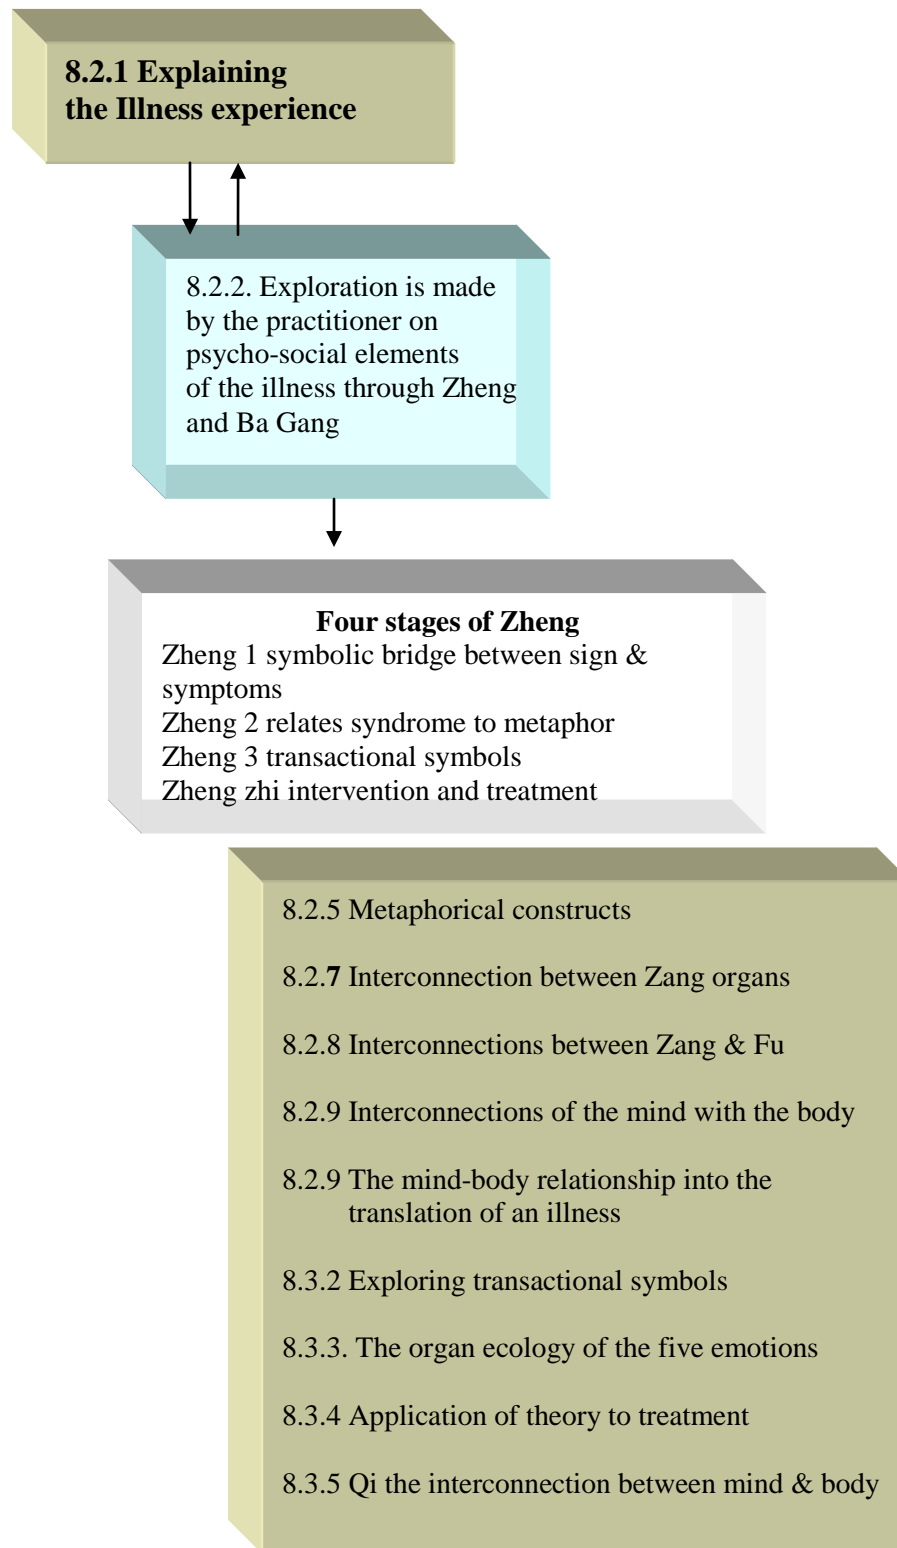 8.2.1 Explaining
the Illness experience
8.2.2. Exploration is made
by the practitioner on
psycho-social elements
of the illness through Zheng
and Ba Gang
Four stages of Zheng
Zheng 1 symbolic bridge between sign &
symptoms
Zheng 2 relates syndrome to metaphor
Zheng 3 transactional symbols
Zheng zhi intervention and treatment
8.2.5 Metaphorical constructs
8.2.7 Interconnection between Zang organs
8.2.8 Interconnections between Zang & Fu
8.2.9 Interconnections of the mind with the body
8.2.9 The mind-body relationship into the
translation of an illness
8.3.2 Exploring transactional symbols
8.3.3. The organ ecology of the five emotions
8.3.4 Application of theory to treatment
8.3.5 Qi the interconnection between mind & body